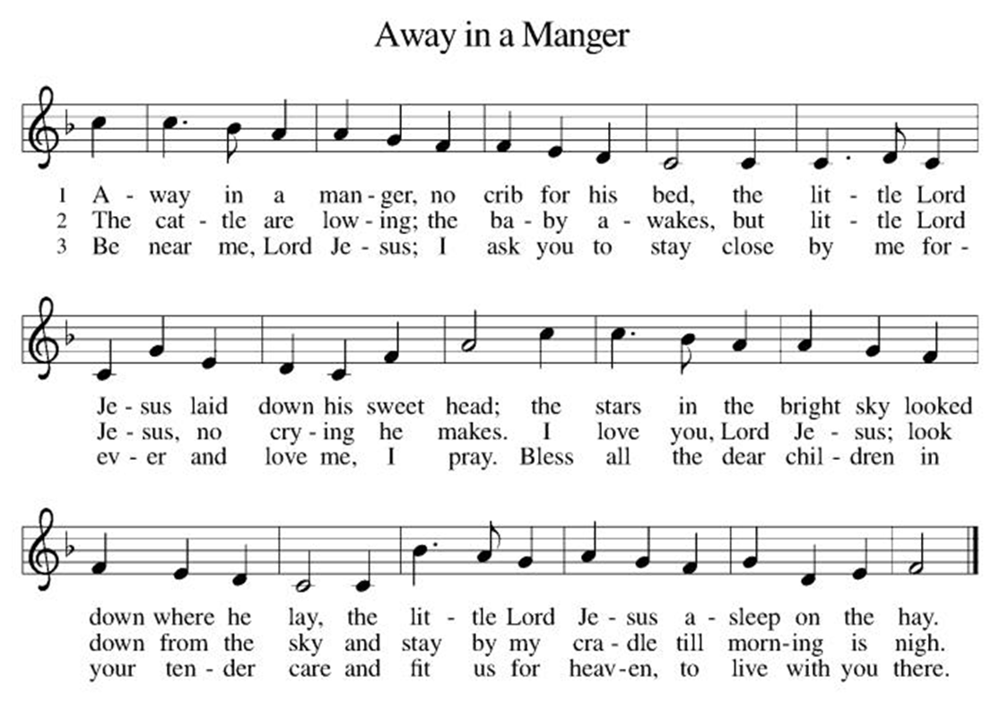 Away in a Manger
1 A - way in a man - ger, no crib for his bed, the lit - tle Lord
2 The cat - tle are low - ing; the ba - by a - wakes, but lit - tle Lord
3 Be near me, Lord Je - sus; I ask you to stay close by me for -
Je - sus laid down his sweet head; the stars in the bright sky looked
Je - sus, no cry - ing he makes. I love you, Lord Je - sus; look
ev - er and love me, I pray. Bless all the dear chil - dren in
down where he lay, the lit - tle Lord Je - sus a - sleep on the hay.
down from the sky and stay by my cra - dle till morn - ing is nigh.
your ten - der care and fit us for heav - en, to live with you there.